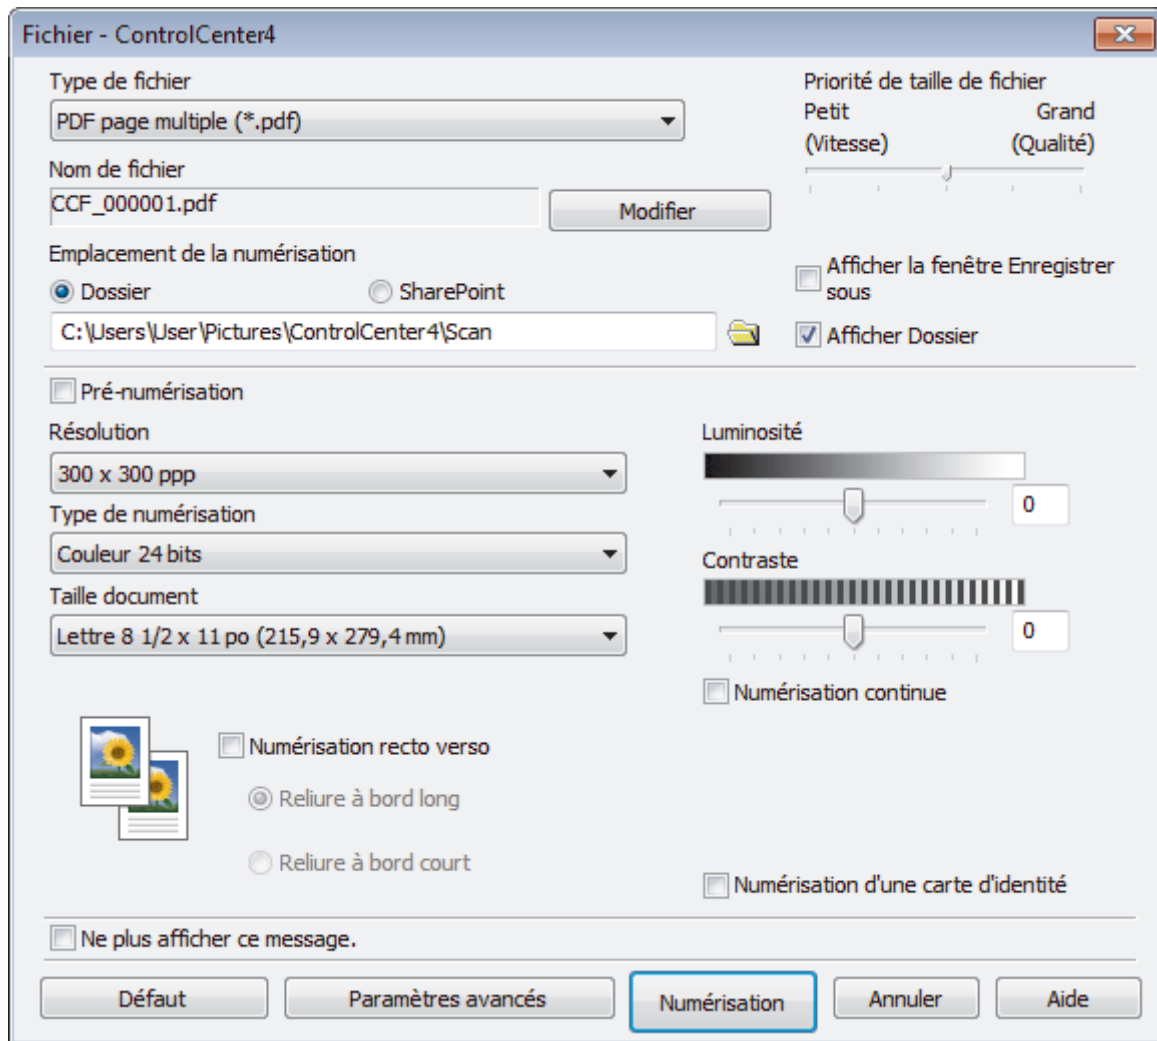 Fichier - ControlCenter4
Type de fichier
PDF page multiple (*.pdf)
Priorité de taille de fichier
Petit Grand
(Vitesse) (Qualité)
Nom de fichier
CCF_000001.pdf
Modifier
Emplacement de la numérisation
Dossier SharePoint
C:\Users\User\Pictures\ControlCenter4\Scan
Afficher la fenêtre Enregistrer
sous
Afficher Dossier
Pré-numérisation
Résolution
300 x 300 ppp
Type de numérisation
Couleur 24 bits
Taille document
Lettre 8 1/2 x 11 po (215,9 x 279,4 mm)
Luminosité
0
Contraste
0
Numérisation continue
Numérisation recto verso
Reliure à bord long
Reliure à bord court
Numérisation d'une carte d'identité
Ne plus afficher ce message.
Défaut Paramètres avancés Numérisation Annuler Aide